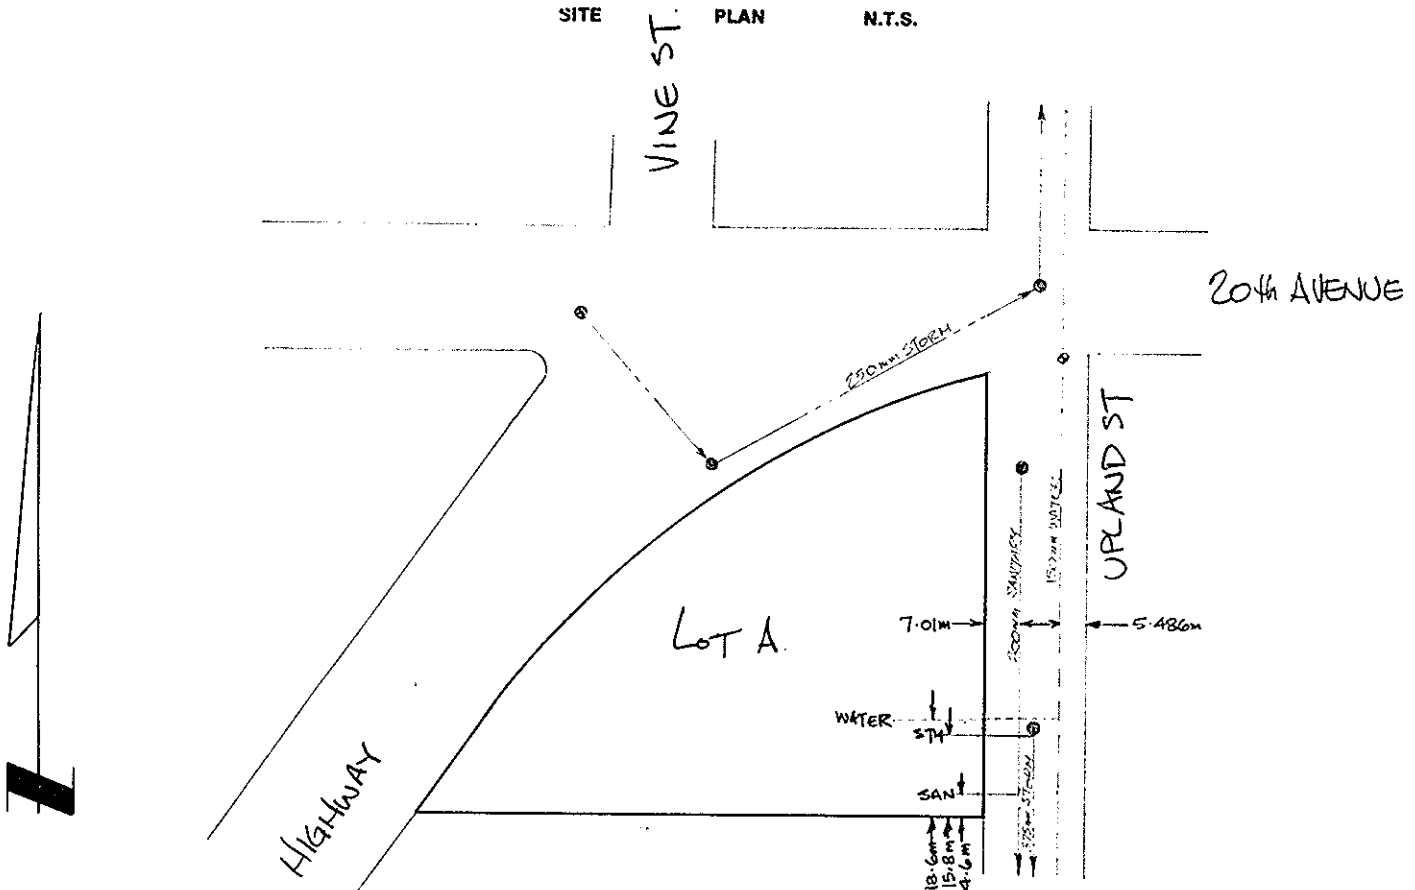 SITE PLAN N.T.S.
VINE ST.
20th AVENUE
250mm STORM
UPLAND ST
200mm SANITARY
150mm WATER
7.01m
5.486m
LOT A.
WATER
STM
SAN
HIGHWAY
375mm STORM
18.6m
15.8m
4.6m